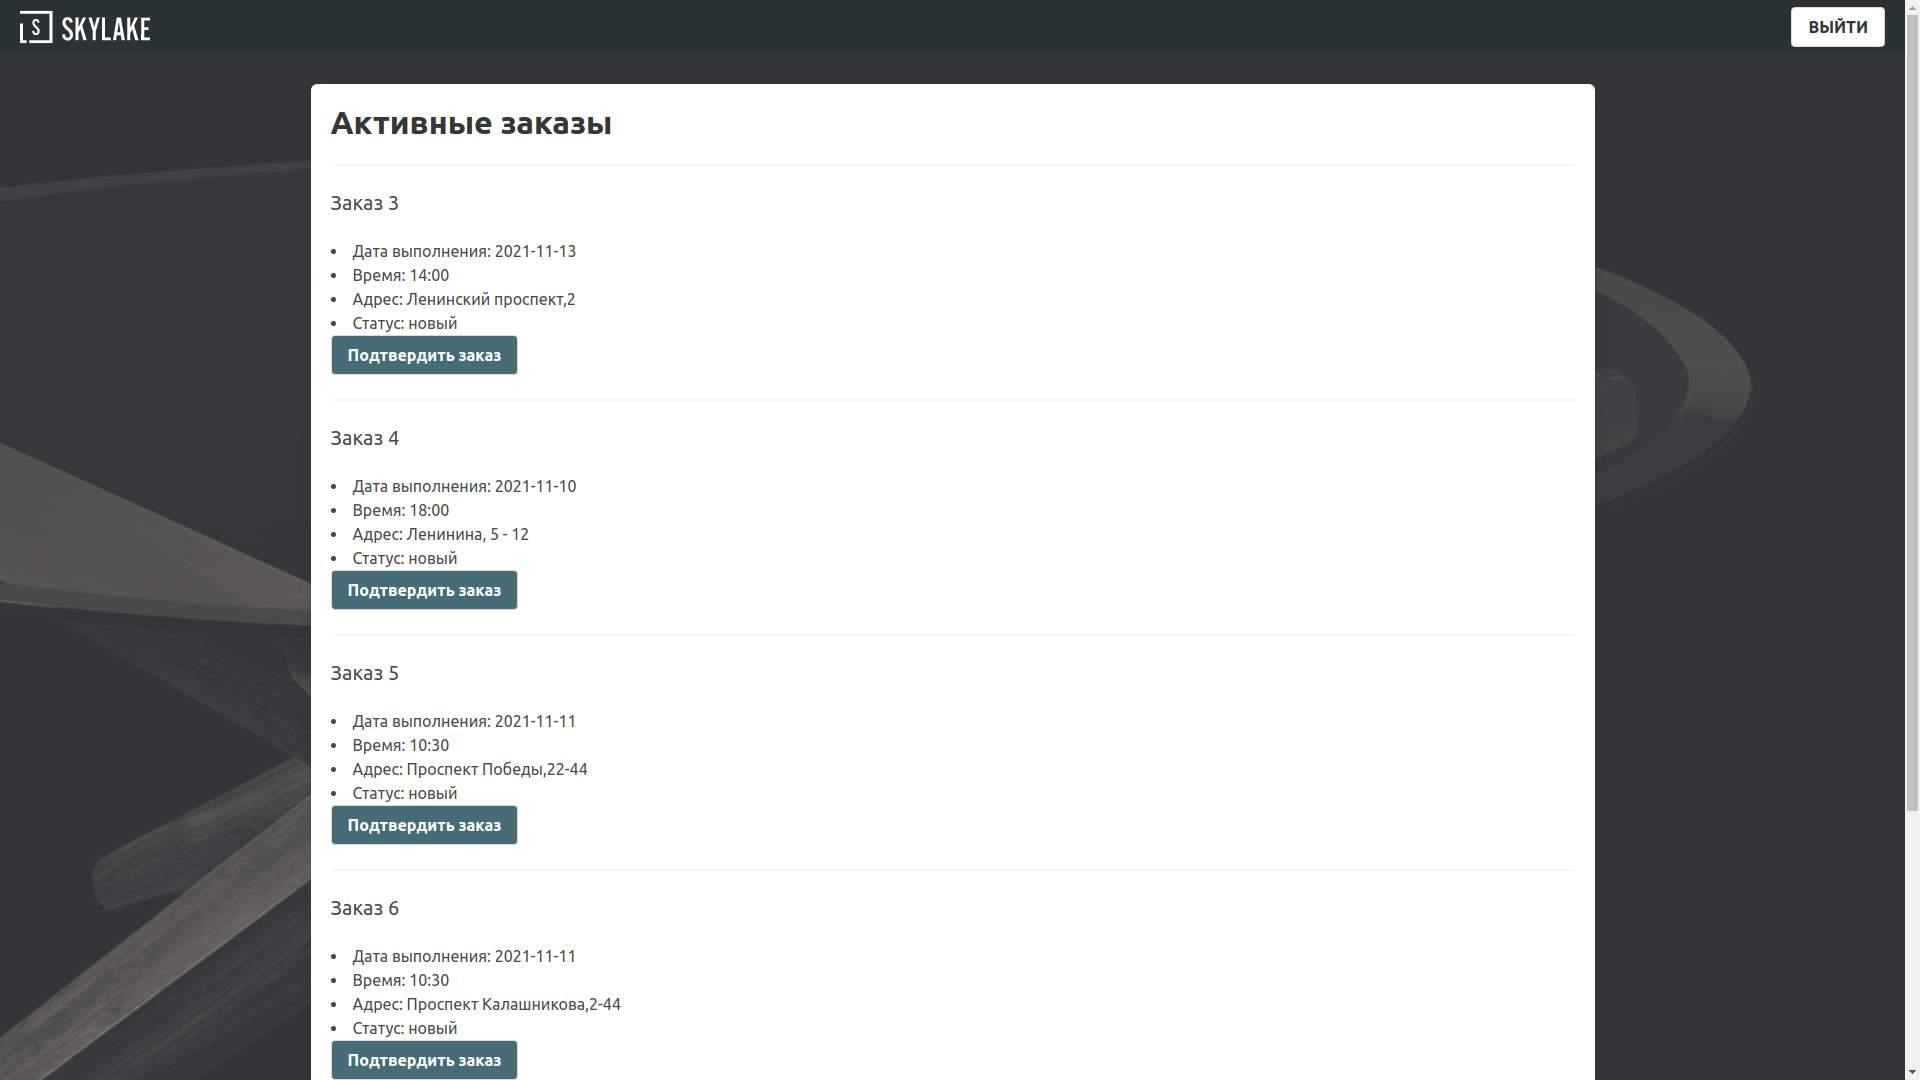 S SKYLAKE
ВЫЙТИ
Активные заказы
Заказ 3
Дата выполнения: 2021-11-13
Время: 14:00
Адрес: Ленинский проспект,2
Статус: новый
Подтвердить заказ
Заказ 4
Дата выполнения: 2021-11-10
Время: 18:00
Адрес: Ленинина, 5 - 12
Статус: новый
Подтвердить заказ
Заказ 5
Дата выполнения: 2021-11-11
Время: 10:30
Адрес: Проспект Победы,22-44
Статус: новый
Подтвердить заказ
Заказ 6
Дата выполнения: 2021-11-11
Время: 10:30
Адрес: Проспект Калашникова,2-44
Статус: новый
Подтвердить заказ